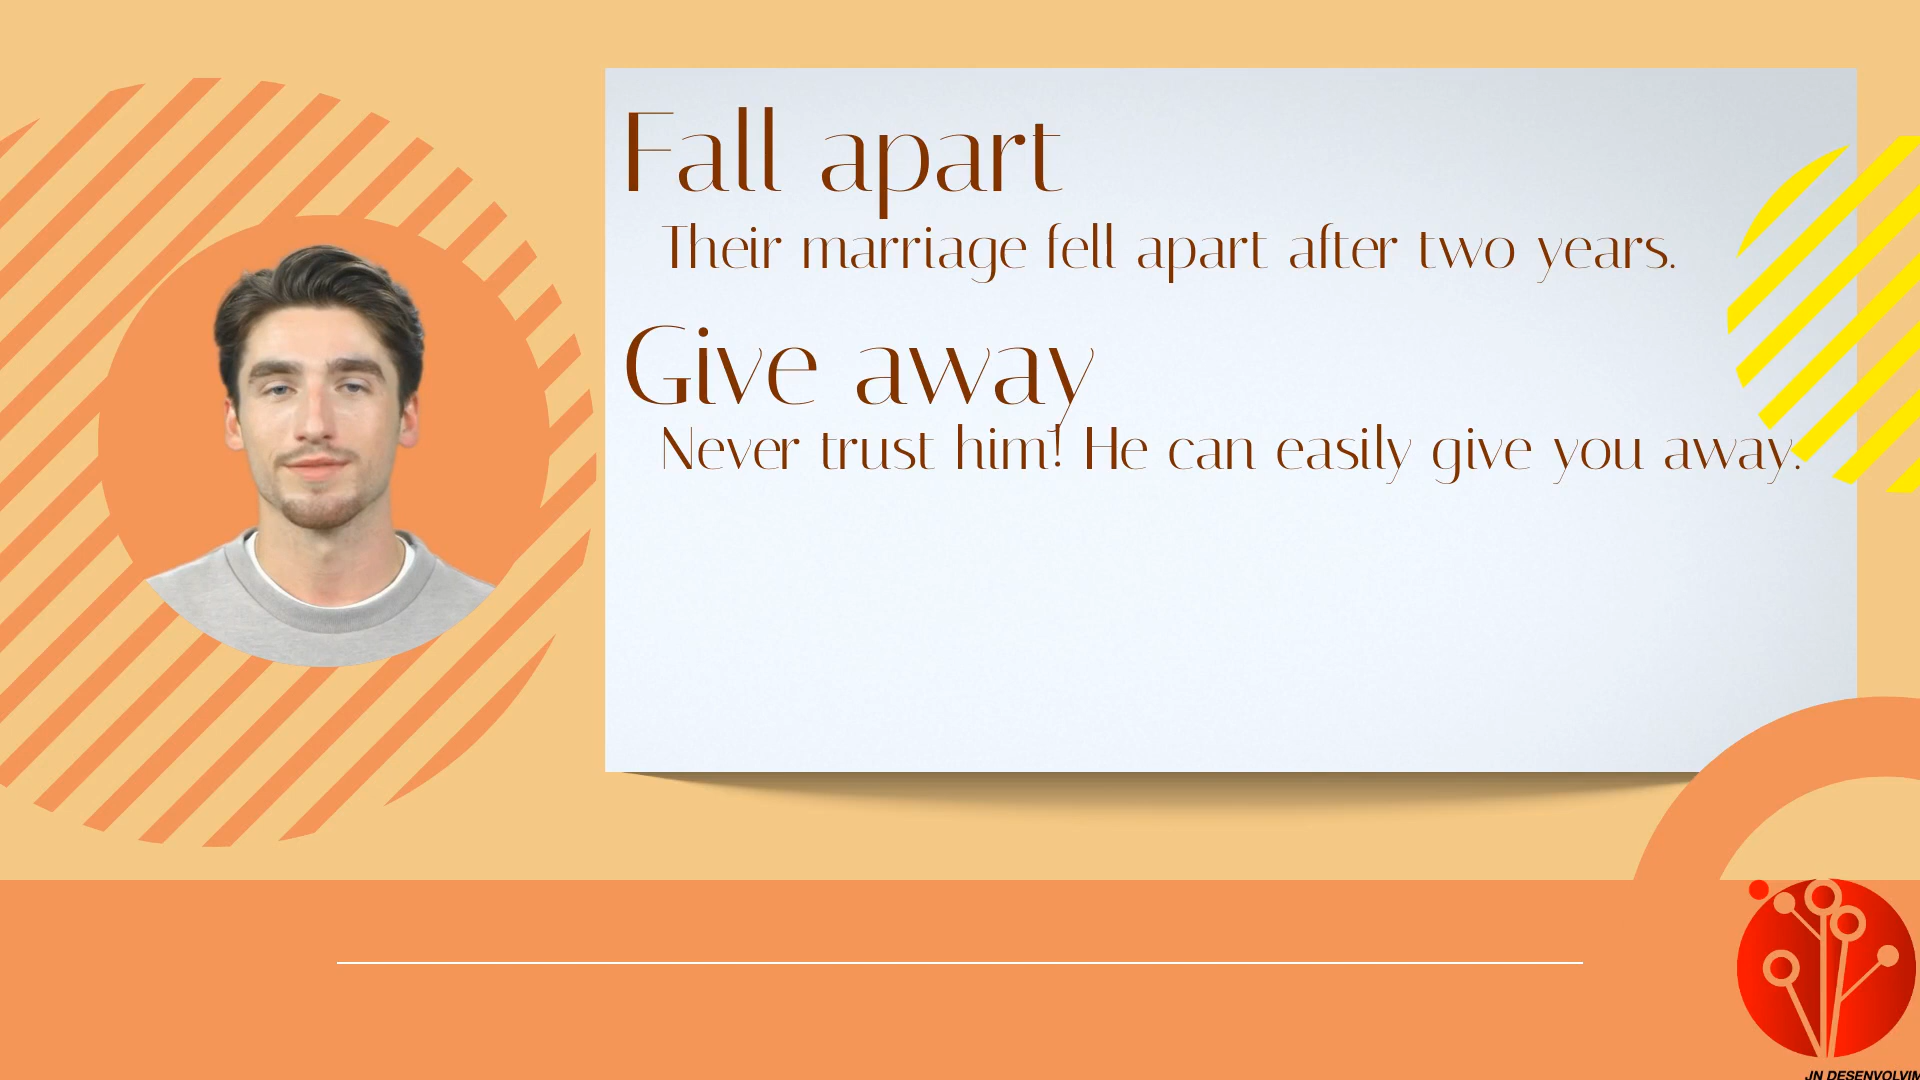 Fall apart
Their marriage fell apart after two years.
Give away
Never trust him! He can easily give you away.
JN DESENVOLVIM